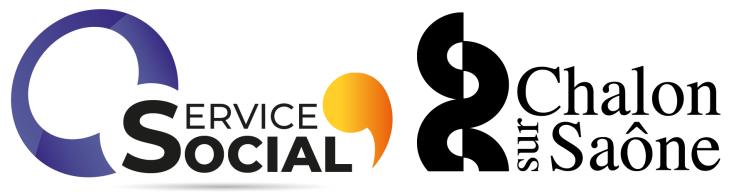 SERVICE
SOCIAL
Chalon
sur
Saône